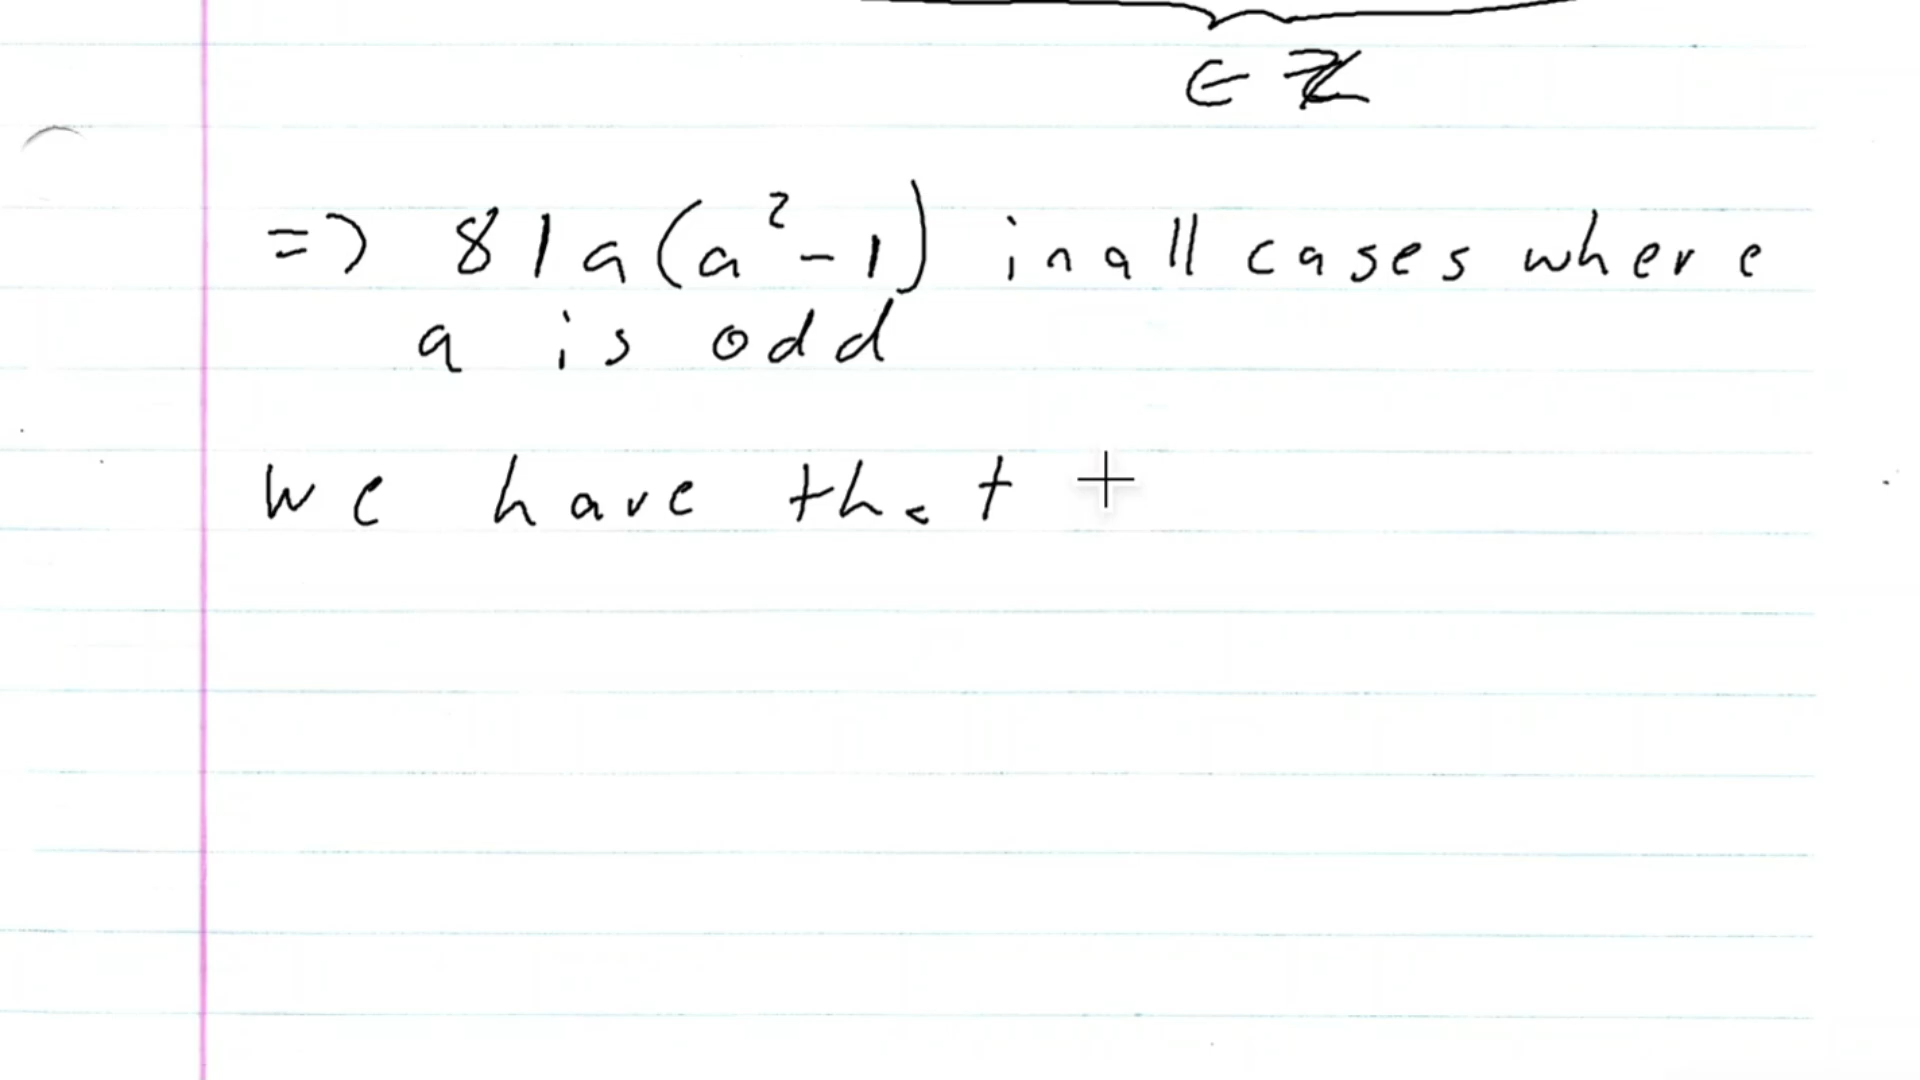 ∈ ℤ
=> 8 | a(a²-1) in all cases where
a is odd
we have that